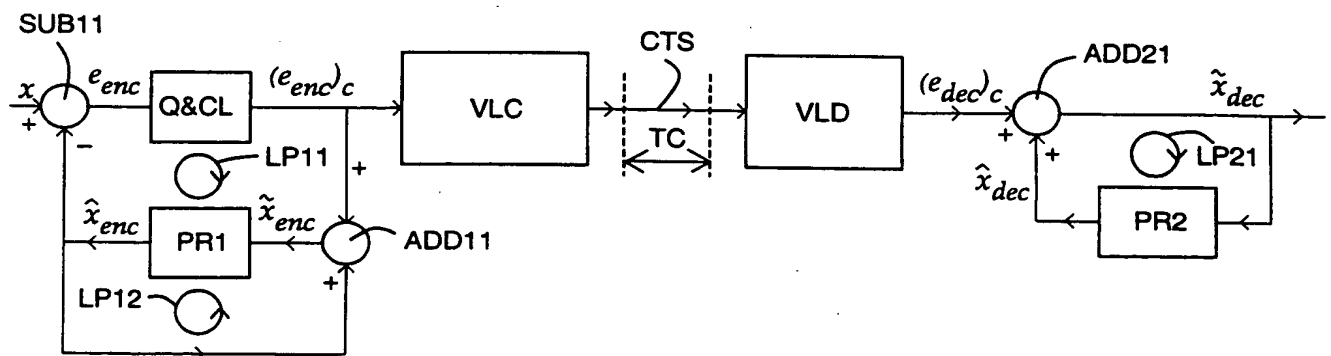 SUB11
x
+
−
e_enc
Q&CL
(e_enc)_c
VLC
CTS
TC
VLD
(e_dec)_c
ADD21
+
+
x̃_dec
LP21
x̂_dec
PR2
LP11
+
x̂_enc
PR1
x̃_enc
ADD11
+
LP12